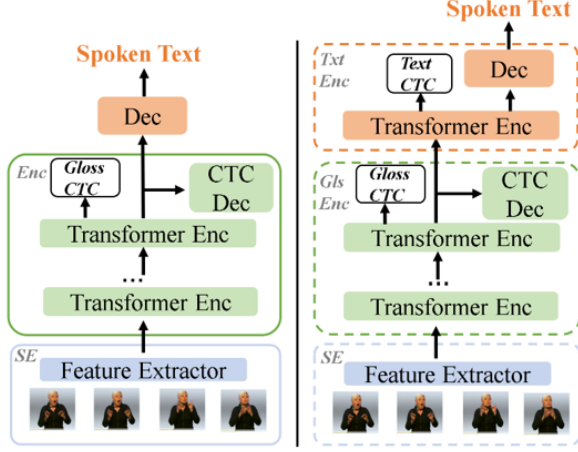 Spoken Text
Dec
Enc
Gloss
CTC
CTC
Dec
Transformer Enc
...
Transformer Enc
SE
Feature Extractor
Spoken Text
Txt
Enc
Text
CTC
Dec
Transformer Enc
Gls
Enc
Gloss
CTC
CTC
Dec
Transformer Enc
...
Transformer Enc
SE
Feature Extractor